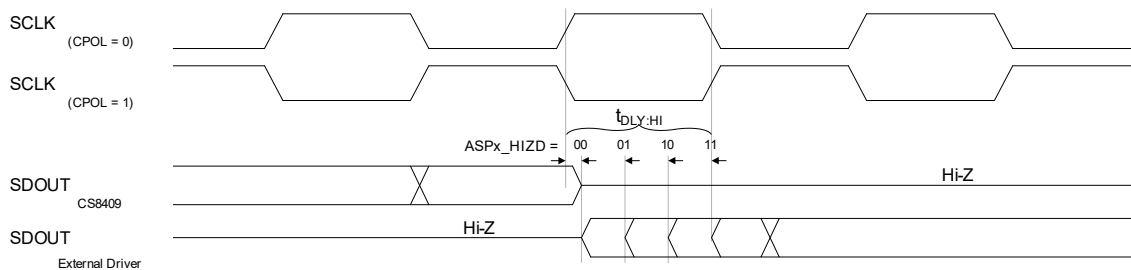 SCLK
(CPOL = 0)
SCLK
(CPOL = 1)
tDLY:HI
ASPx_HIZD = 00 01 10 11
SDOUT
CS8409
Hi-Z
SDOUT
External Driver
Hi-Z